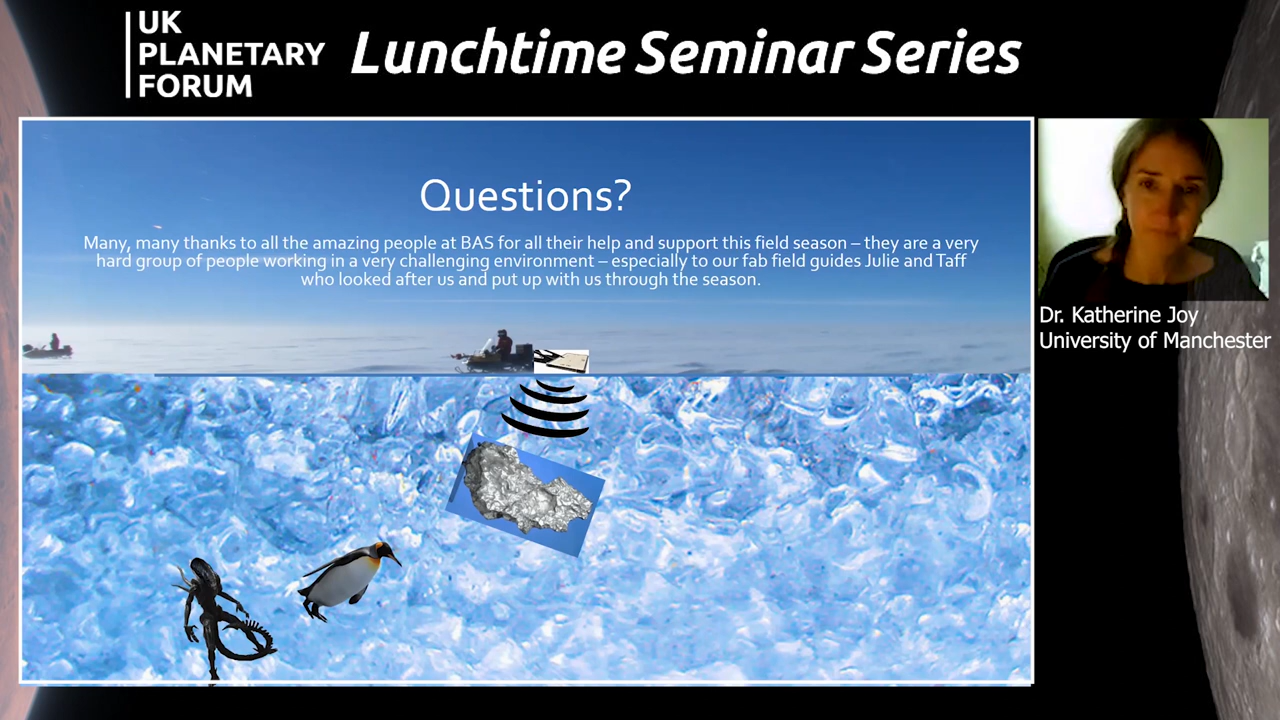 UK
PLANETARY
FORUM
Lunchtime Seminar Series
Questions?
Many, many thanks to all the amazing people at BAS for all their help and support this field season – they are a very
hard group of people working in a very challenging environment – especially to our fab field guides Julie and Taff
who looked after us and put up with us through the season.
Dr. Katherine Joy
University of Manchester